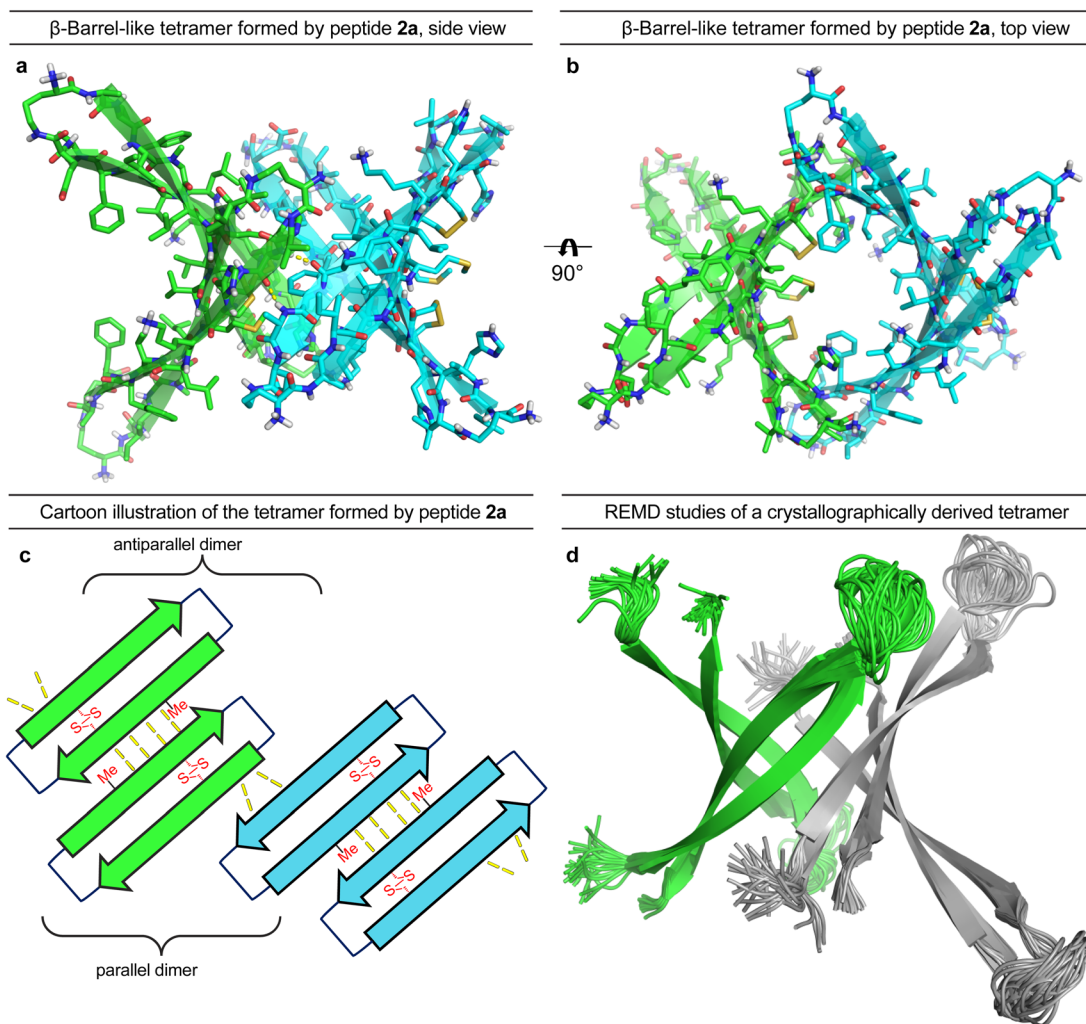 β-Barrel-like tetramer formed by peptide 2a, side view
β-Barrel-like tetramer formed by peptide 2a, top view
a
b
90°
Cartoon illustration of the tetramer formed by peptide 2a
REMD studies of a crystallographically derived tetramer
c
d
antiparallel dimer
S
S
Me
Me
S
S
S
S
Me
Me
S
S
parallel dimer